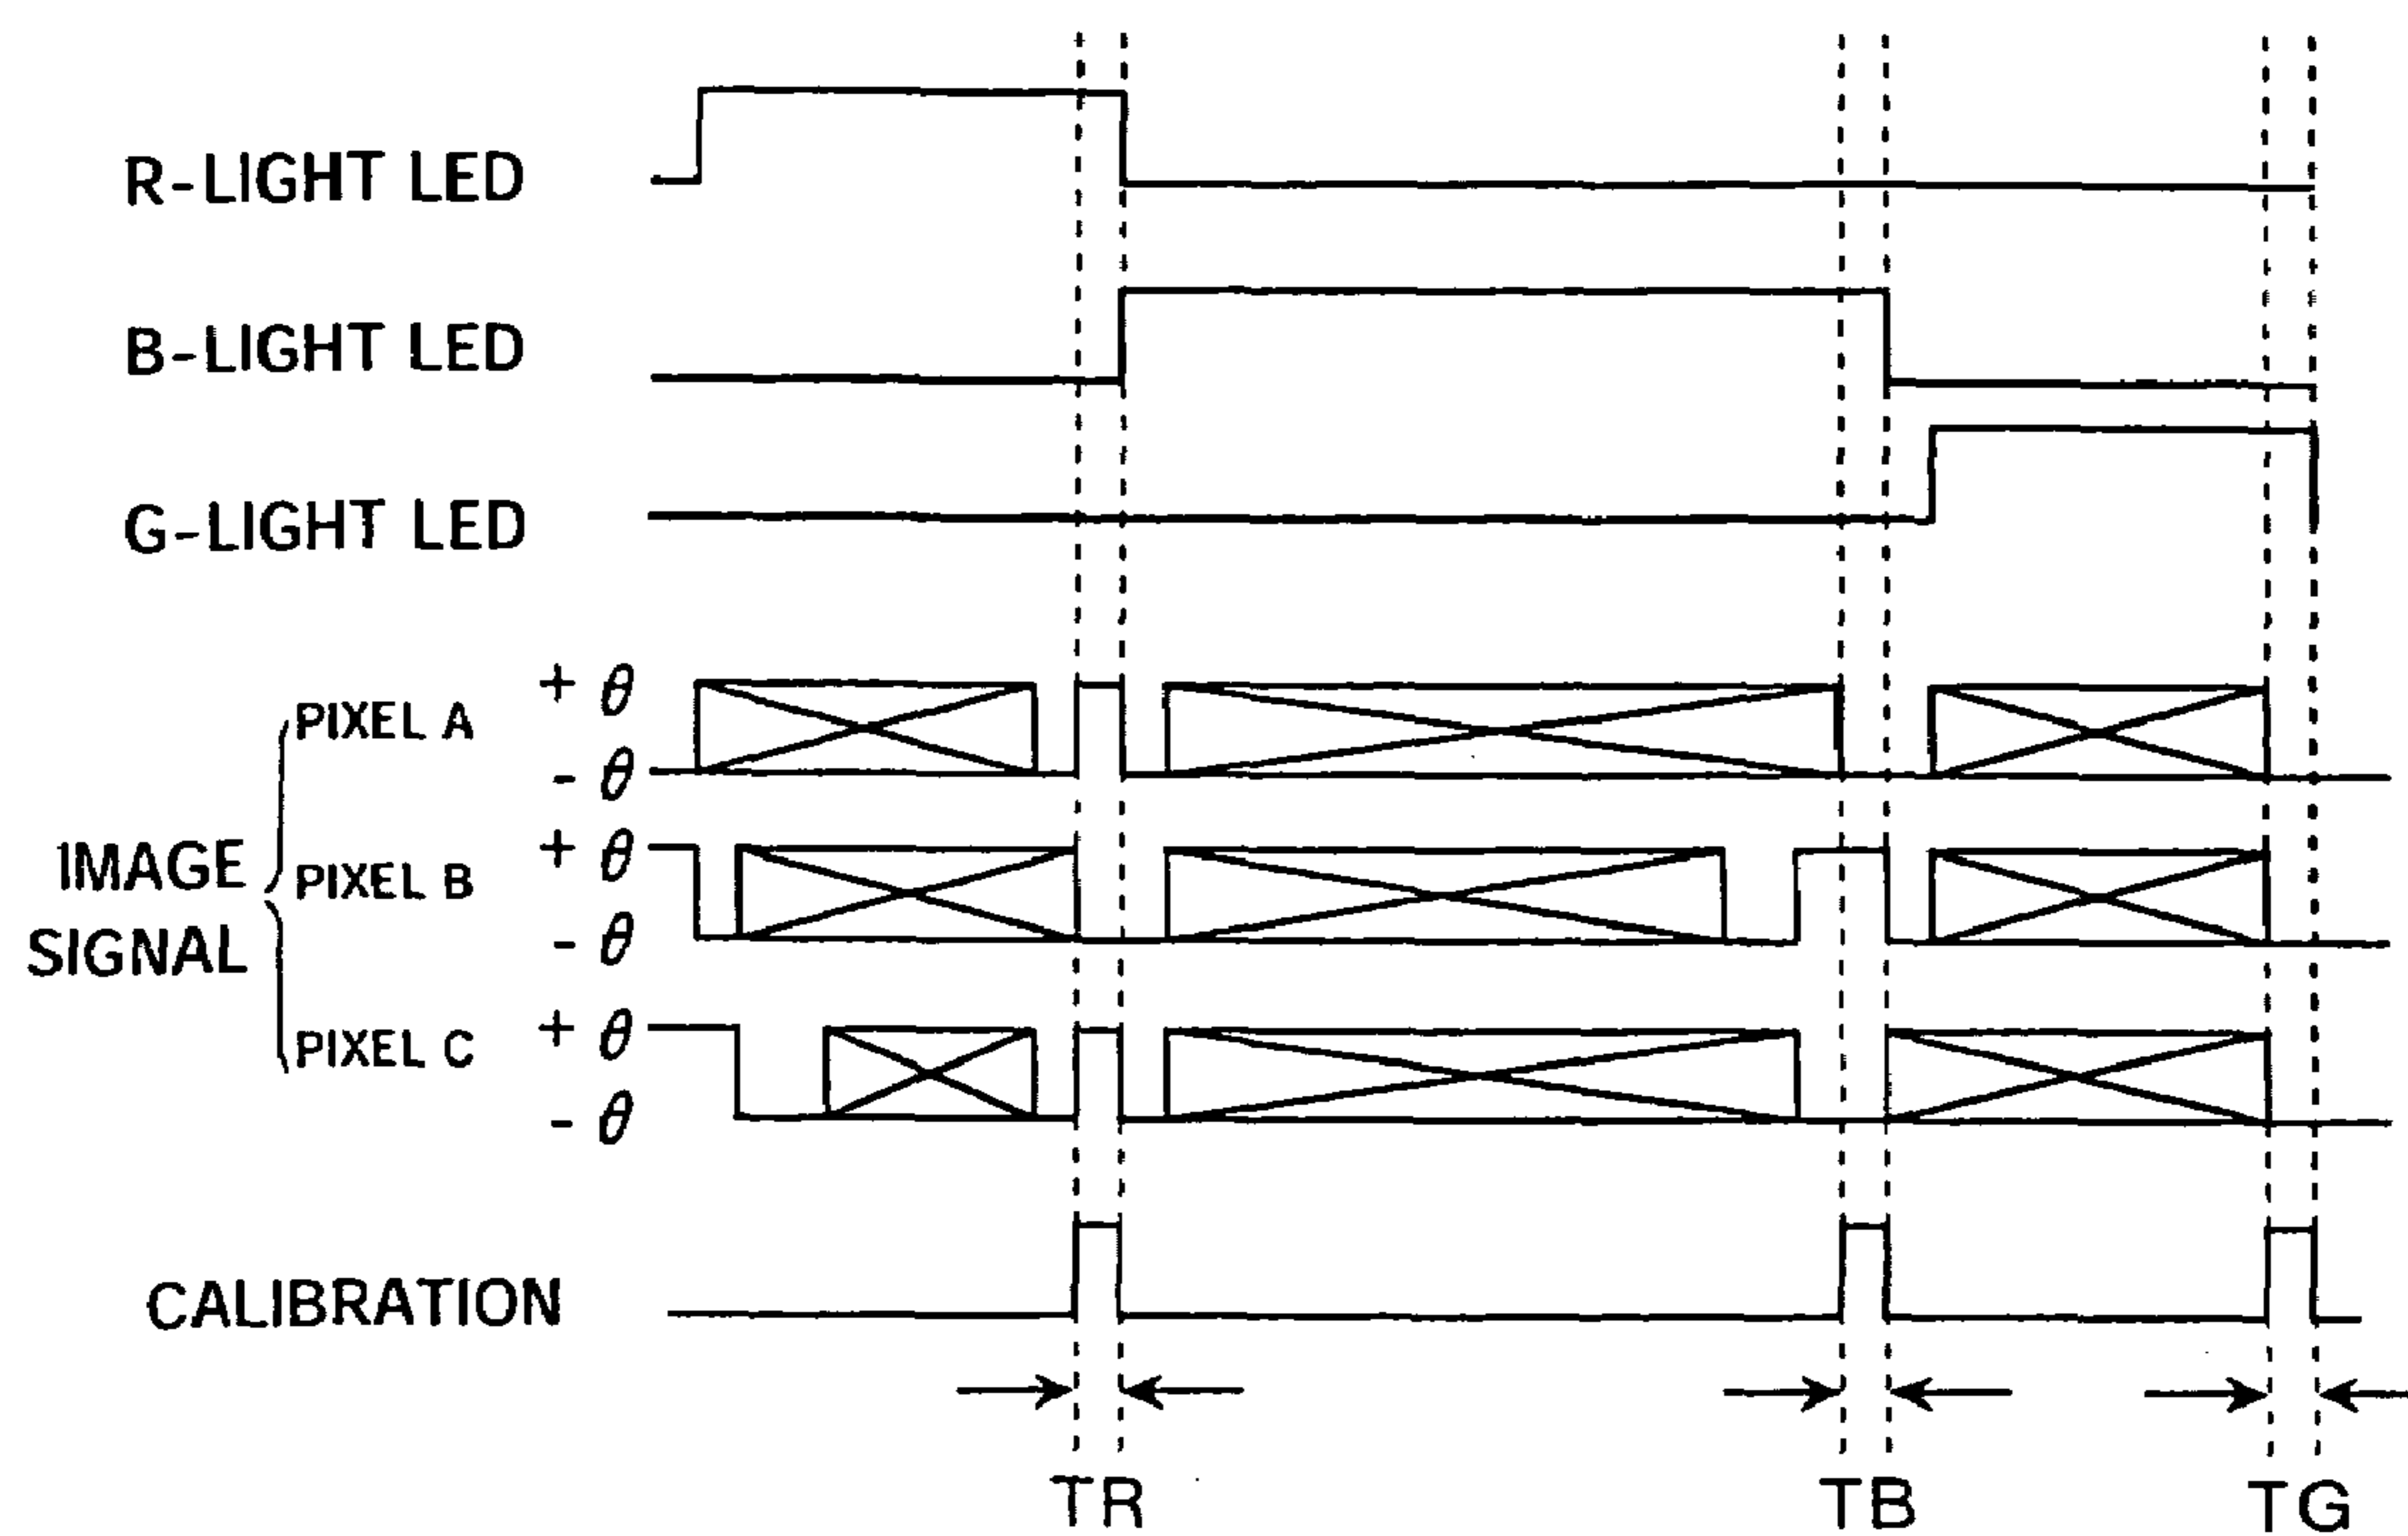 R-LIGHT LED
B-LIGHT LED
G-LIGHT LED
IMAGE SIGNAL
PIXEL A
+ θ
- θ
PIXEL B
+ θ
- θ
PIXEL C
+ θ
- θ
CALIBRATION
TR TB TG